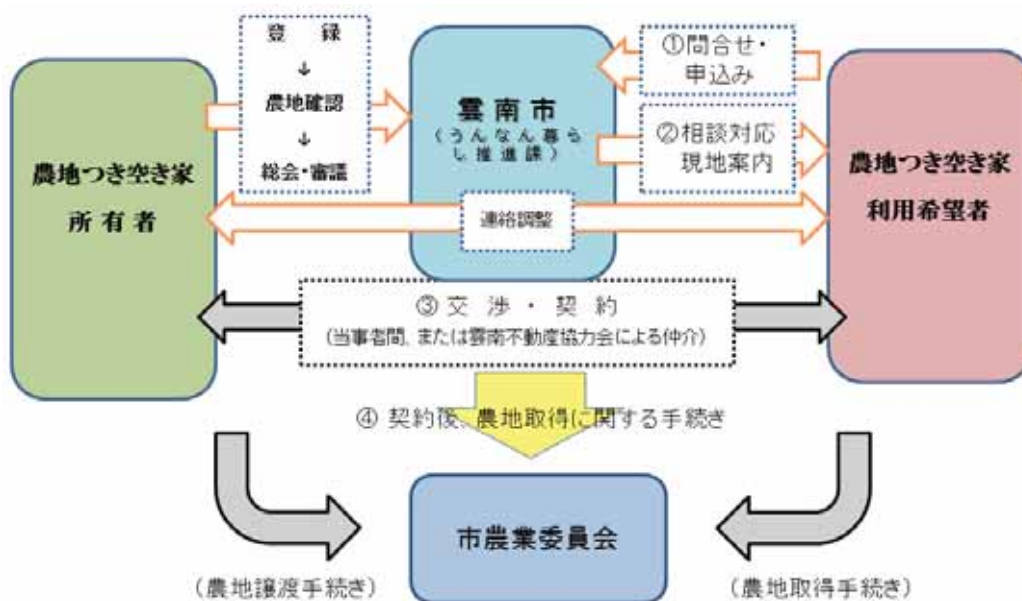 登 録
↓
農地確認
↓
総会・審議
雲南市
(うんなん暮ら
し推進課)
①問合せ・
申込み
②相談対応
現地案内
農地つき空き家
所有者
農地つき空き家
利用希望者
連絡調整
③交渉・契約
(当事者間、または雲南不動産協力会による仲介)
④ 契約後、農地取得に関する手続き
市農業委員会
(農地譲渡手続き)
(農地取得手続き)